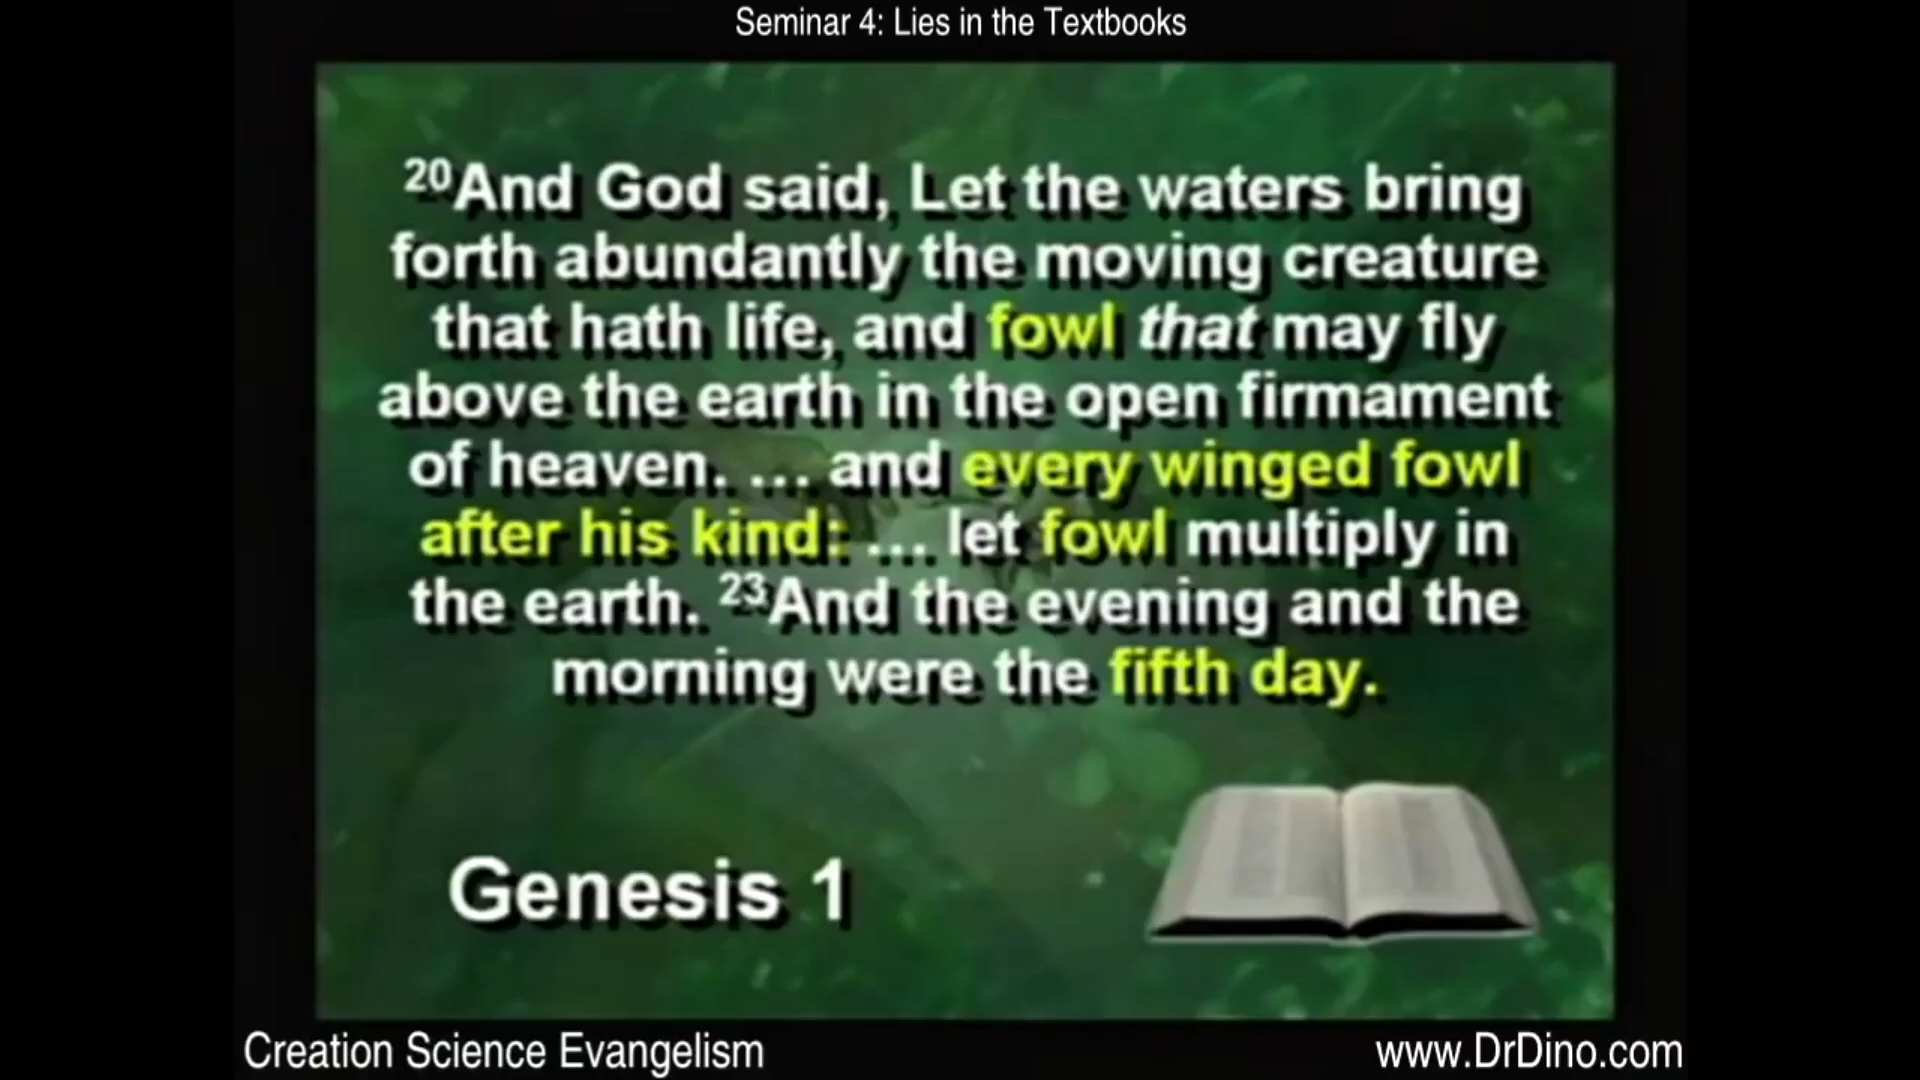 Seminar 4: Lies in the Textbooks
20And God said, Let the waters bring
forth abundantly the moving creature
that hath life, and fowl that may fly
above the earth in the open firmament
of heaven. ... and every winged fowl
after his kind: ... let fowl multiply in
the earth. 23And the evening and the
morning were the fifth day.
Genesis 1
Creation Science Evangelism
www.DrDino.com